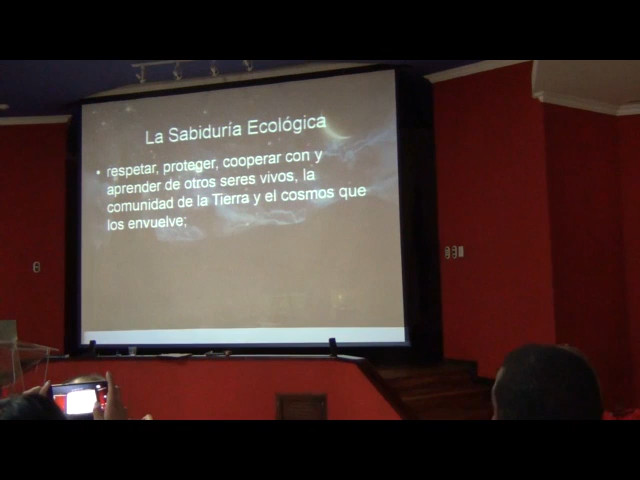 La Sabiduría Ecológica
• respetar, proteger, cooperar con y
aprender de otros seres vivos, la
comunidad de la Tierra y el cosmos que
los envuelve;